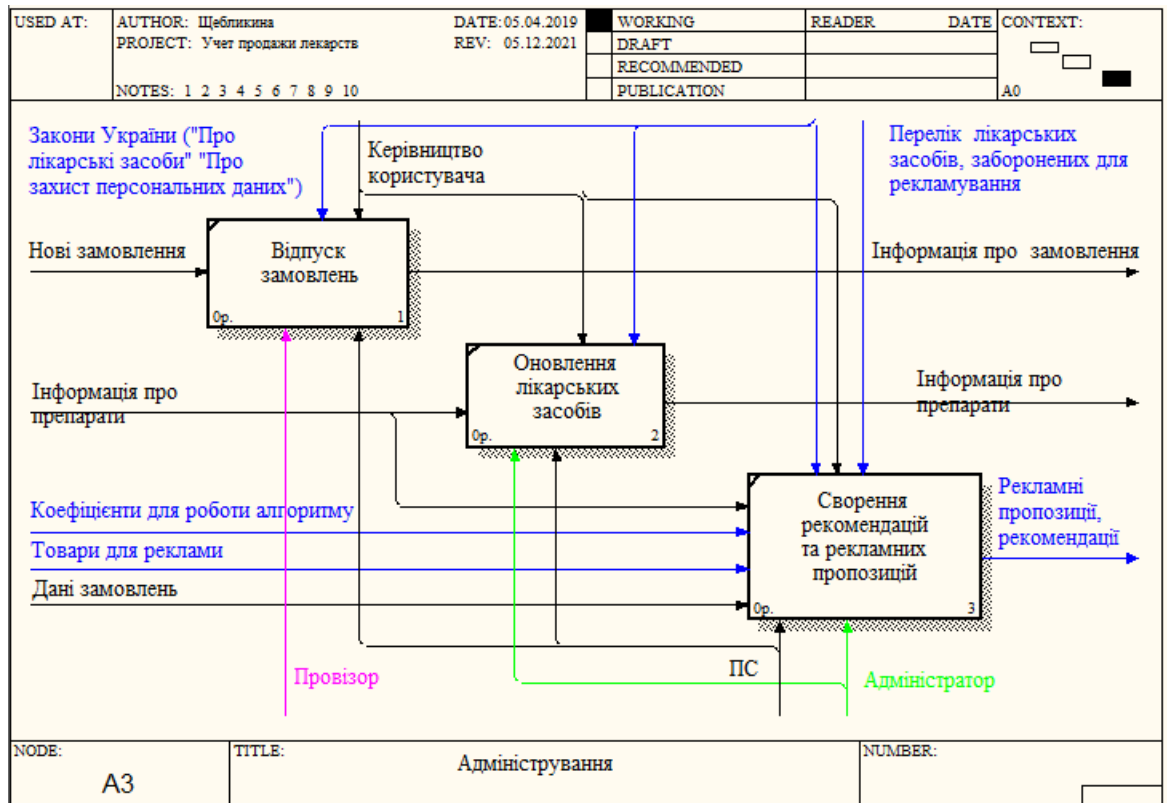 USED AT:
AUTHOR: Щебликина
DATE: 05.04.2019
PROJECT: Учет продажи лекарств
REV: 05.12.2021
NOTES: 1 2 3 4 5 6 7 8 9 10
WORKING
DRAFT
RECOMMENDED
PUBLICATION
READER
DATE
CONTEXT:
A0
Закони України ("Про
лікарські засоби" "Про
захист персональних даних")
Керівництво
користувача
Перелік лікарських
засобів, заборонених для
рекламування
Нові замовлення
Відпуск
замовлень
0р.
1
Інформація про замовлення
Інформація про
препарати
Оновлення
лікарських
засобів
0р.
2
Інформація про
препарати
Коефіцієнти для роботи алгоритму
Товари для реклами
Дані замовлень
Сворення
рекомендацій
та рекламних
пропозицій
0р.
3
Рекламні
пропозиції,
рекомендації
Провізор
ПС
Адміністратор
NODE:
A3
TITLE:
Адміністрування
NUMBER: